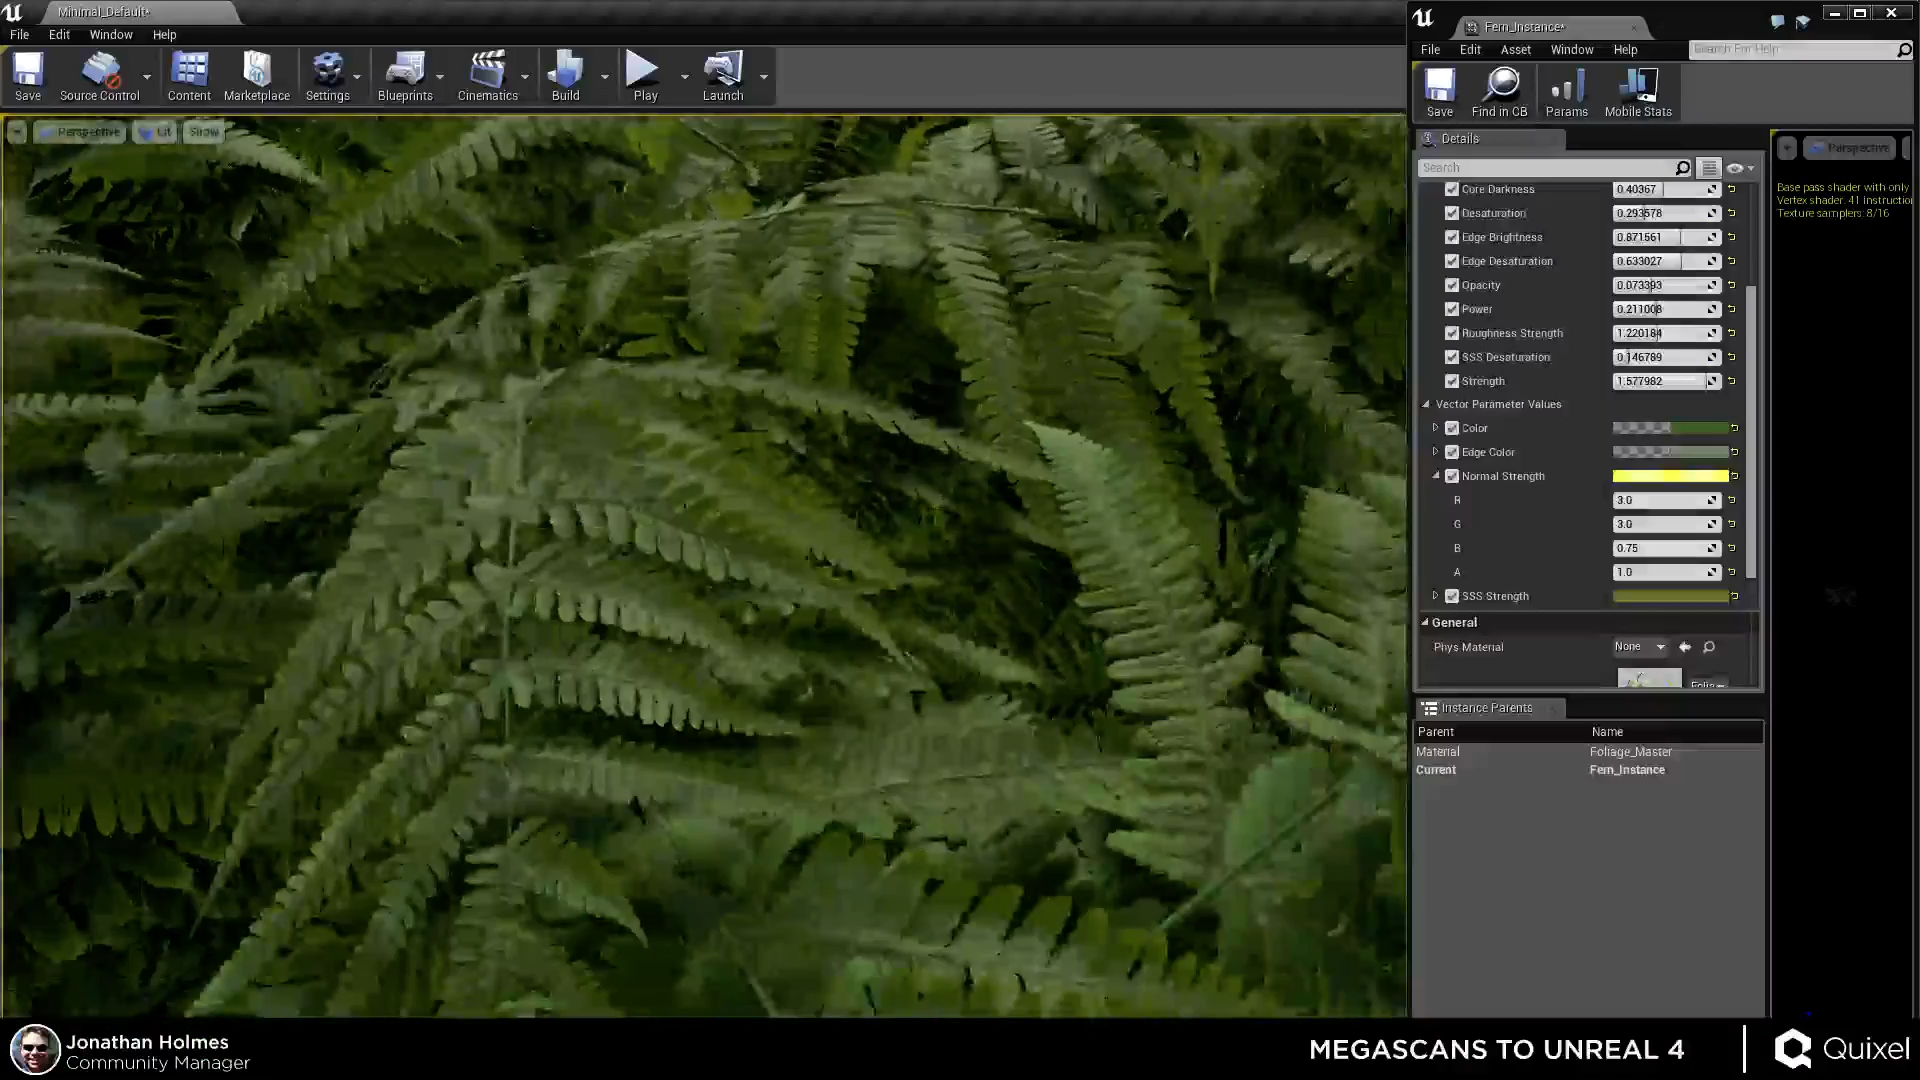 Minimal_Default*
File Edit Window Help
Save Source Control Content Marketplace Settings Blueprints Cinematics Build Play Launch
Perspective Lit Show
Fern_Instance*
File Edit Asset Window Help
Search For Help
Save Find in CB Params Mobile Stats
Details
Search
Core Darkness 0.40367
Desaturation 0.293578
Edge Brightness 0.871561
Edge Desaturation 0.633027
Opacity 0.073393
Power 0.211008
Roughness Strength 1.220184
SSS Desaturation 0.146789
Strength 1.577982
Vector Parameter Values
Color
Edge Color
Normal Strength
R 3.0
G 3.0
B 0.75
A 1.0
SSS Strength
General
Phys Material None
Instance Parents
Parent Name
Material Foliage_Master
Current Fern_Instance
Perspective
Base pass shader with only
Vertex shader: 41 instruction
Texture samplers: 8/16
Jonathan Holmes
Community Manager
MEGASCANS TO UNREAL 4
Quixel